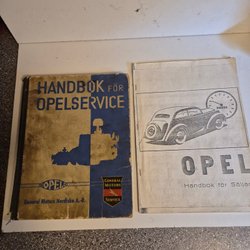 HANDBOK FÖR
OPELSERVICE
OPEL
General Motors Nordiska A.-B.
GENERAL
MOTORS
SERVICE
OPEL
Handbok för